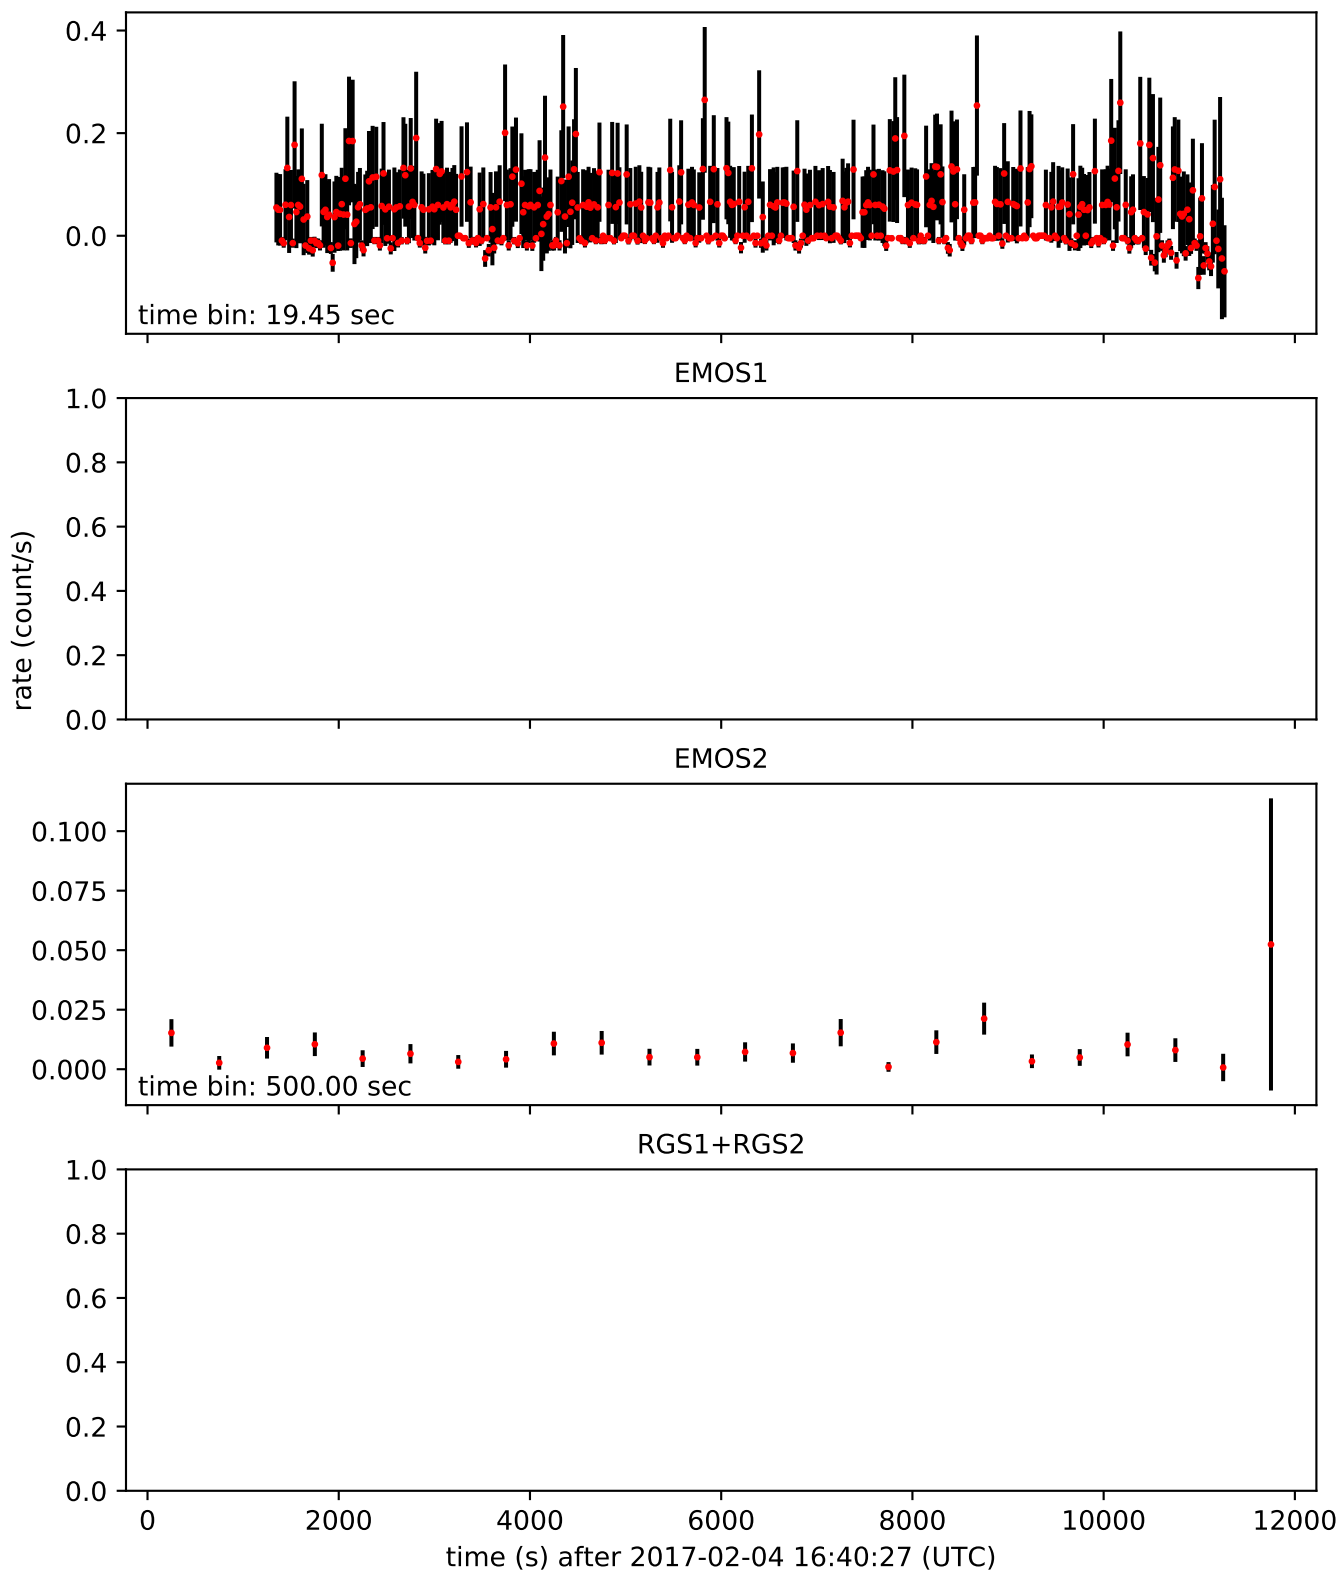 0.4
0.2
0.0
time bin: 19.45 sec
EMOS1
1.0
0.8
0.6
0.4
0.2
0.0
rate (count/s)
EMOS2
0.100
0.075
0.050
0.025
0.000
time bin: 500.00 sec
RGS1+RGS2
1.0
0.8
0.6
0.4
0.2
0.0
0 2000 4000 6000 8000 10000 12000
time (s) after 2017-02-04 16:40:27 (UTC)